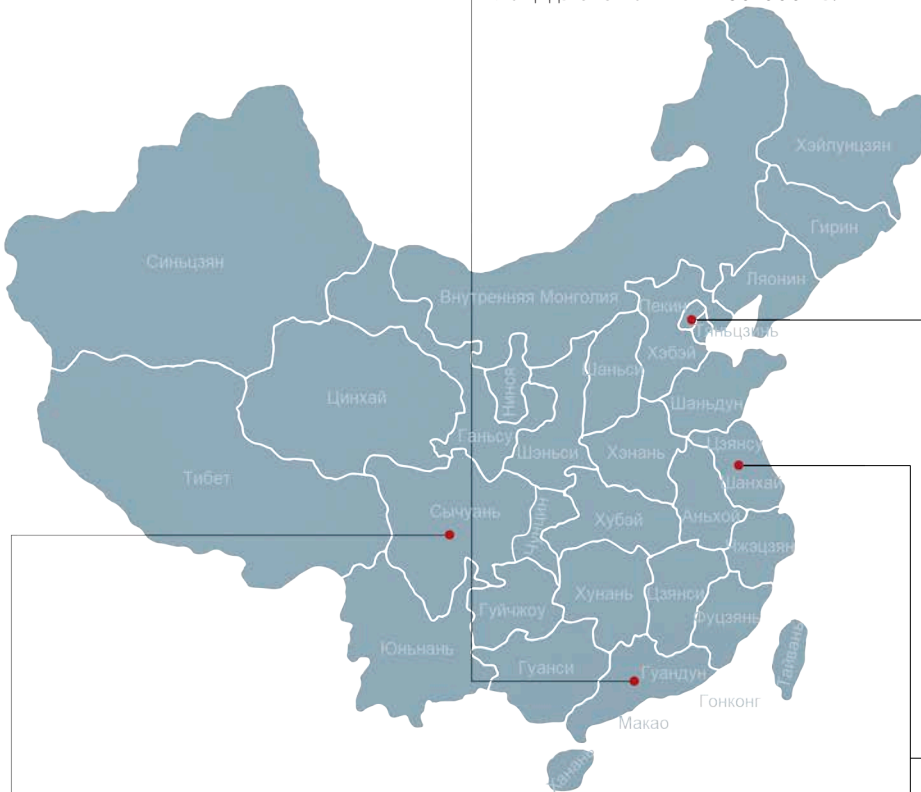 Хэйлунцзян
Гирин
Синьцзян
Ляонин
Внутренняя Монголия
Пекин
Тяньцзинь
Хэбэй
Шаньси
Нинся
Цинхай
Шаньдун
Ганьсу
Цзянсу
Шэньси
Хэнань
Тибет
Шанхай
Сычуань
Чунцин
Хубэй
Аньхой
Чжэцзян
Хунань
Цзянси
Гуйчжоу
Фуцзянь
Юньнань
Тайвань
Гуанси
Гуандун
Гонконг
Макао